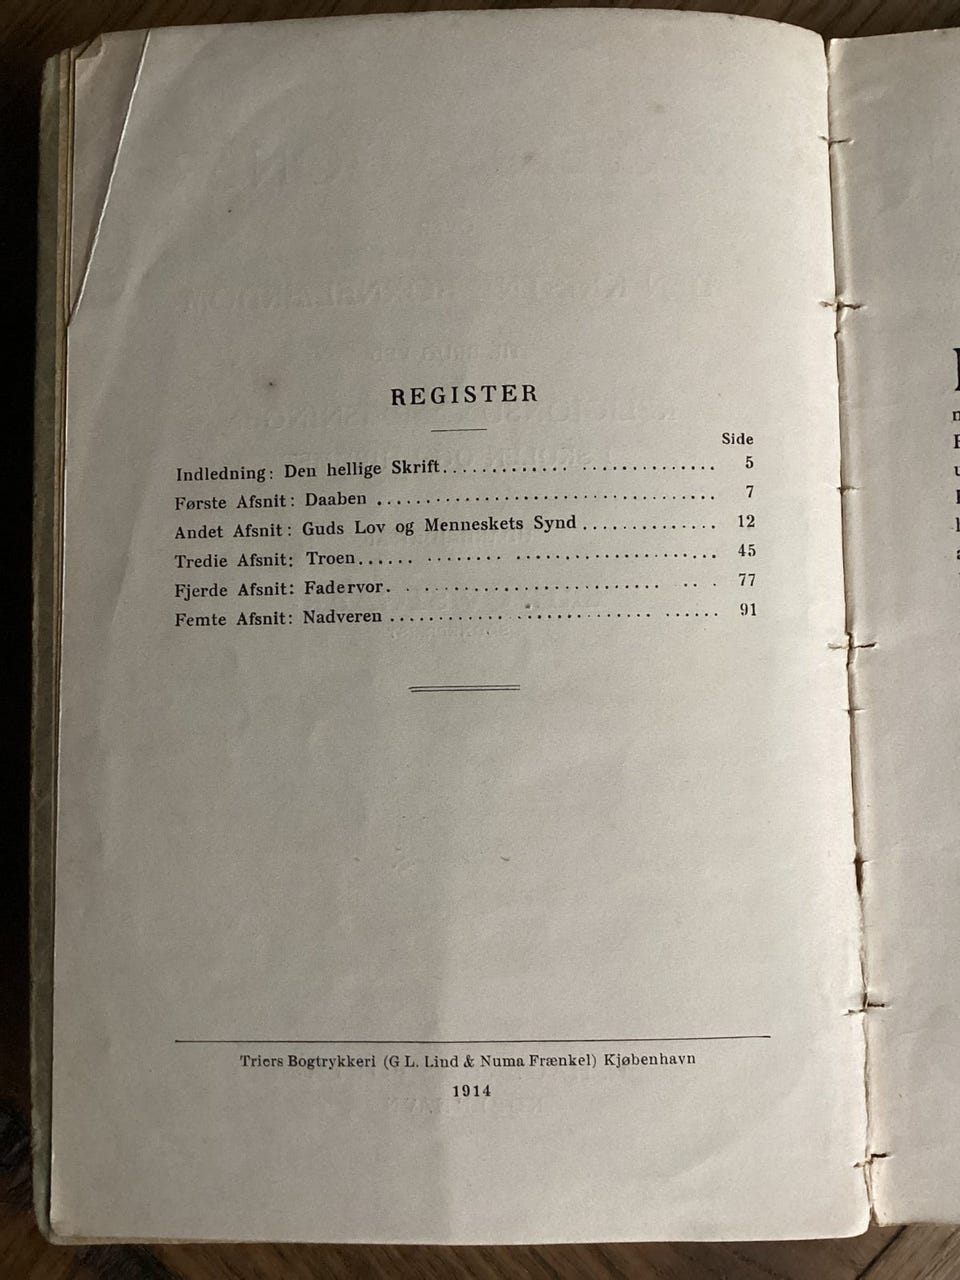 REGISTER
Side
Indledning: Den hellige Skrift............. ............................ 5
Første Afsnit: Daaben ........................................ 7
Andet Afsnit: Guds Lov og Menneskets Synd.............. 12
Tredie Afsnit: Troen...... ......... ........................ 45
Fjerde Afsnit: Fadervor. . ............................ .. . 77
Femte Afsnit: Nadveren .............. ................ ...... 91
Triers Bogtrykkeri (G L. Lind & Numa Frænkel) Kjøbenhavn
1914